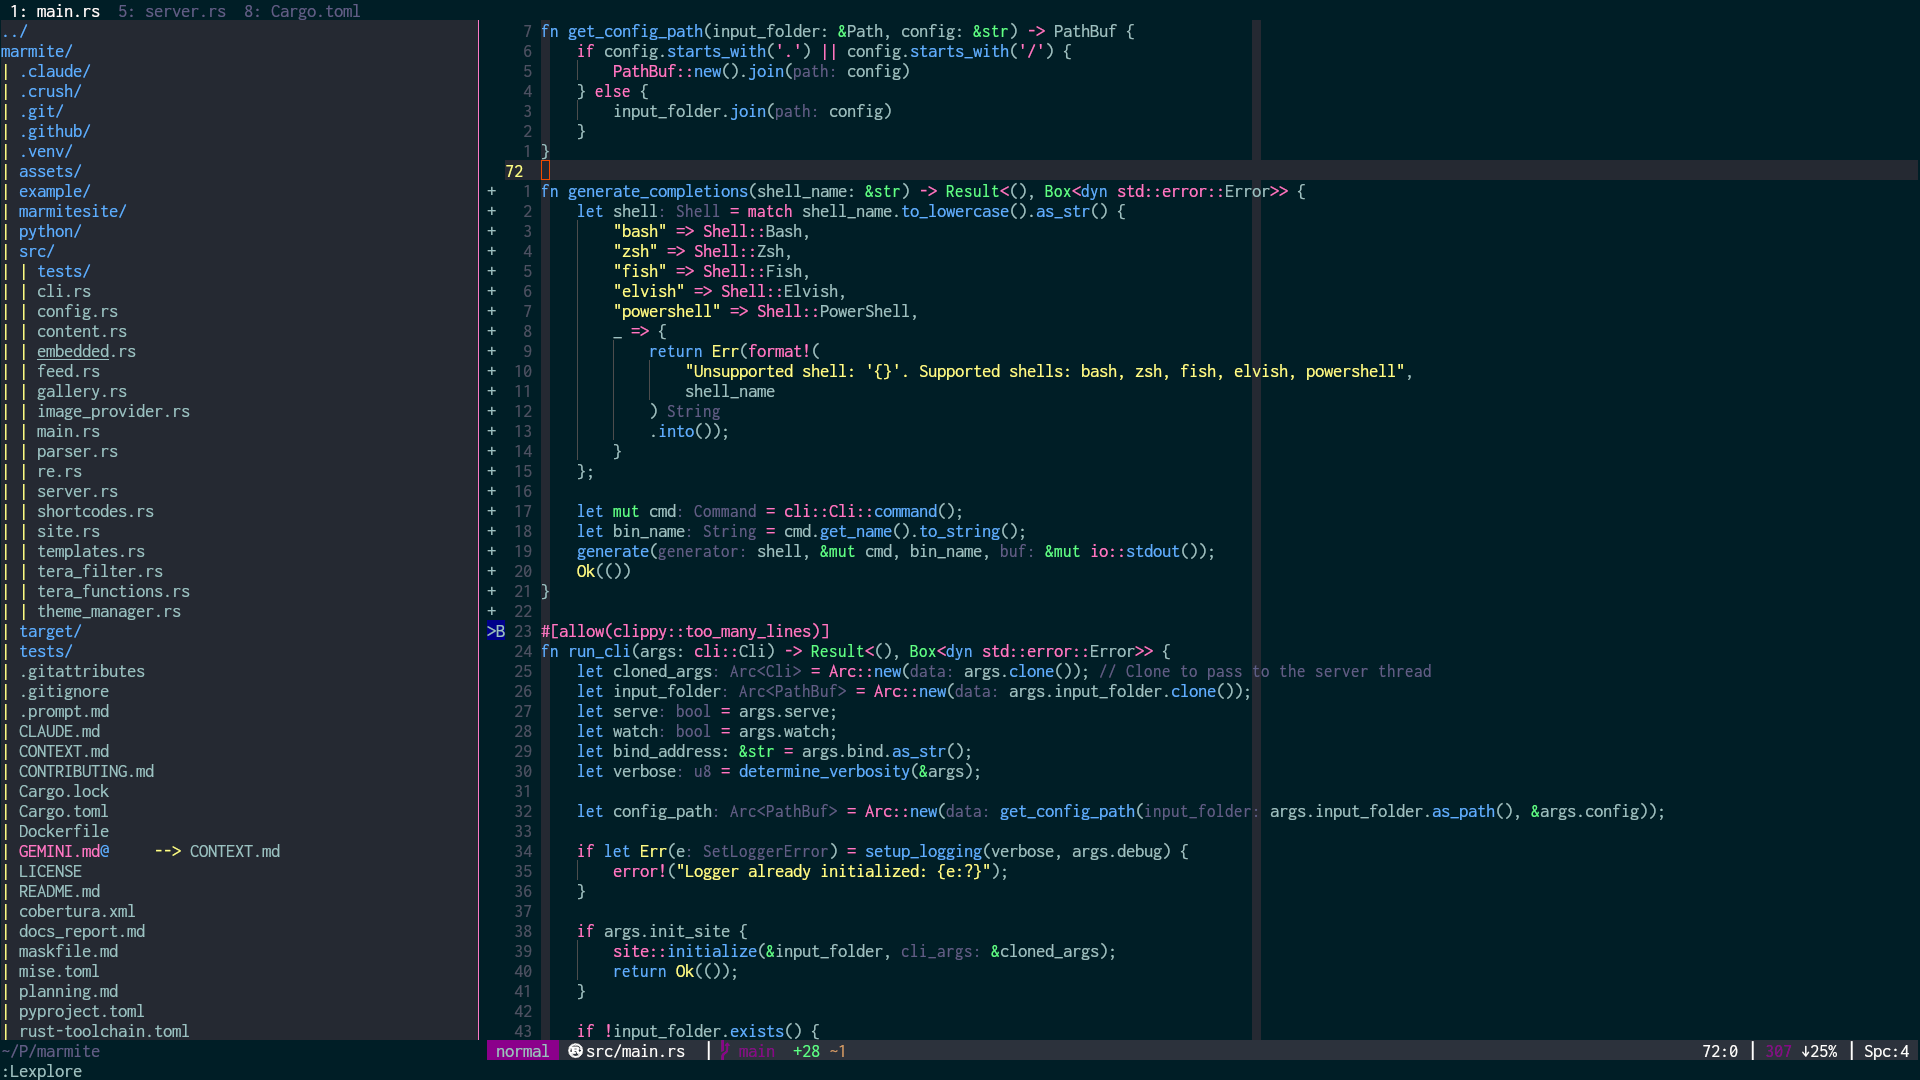 1: main.rs  5: server.rs  8: Cargo.toml
../
marmite/
| .claude/
| .crush/
| .git/
| .github/
| .venv/
| assets/
| example/
| marmitesite/
| python/
| src/
| | tests/
| | cli.rs
| | config.rs
| | content.rs
| | embedded.rs
| | feed.rs
| | gallery.rs
| | image_provider.rs
| | main.rs
| | parser.rs
| | re.rs
| | server.rs
| | shortcodes.rs
| | site.rs
| | templates.rs
| | tera_filter.rs
| | tera_functions.rs
| | theme_manager.rs
| target/
| tests/
| .gitattributes
| .gitignore
| .prompt.md
| CLAUDE.md
| CONTEXT.md
| CONTRIBUTING.md
| Cargo.lock
| Cargo.toml
| Dockerfile
| GEMINI.md@     --> CONTEXT.md
| LICENSE
| README.md
| cobertura.xml
| docs_report.md
| maskfile.md
| mise.toml
| planning.md
| pyproject.toml
| rust-toolchain.toml
~/P/marmite
7 fn get_config_path(input_folder: &Path, config: &str) -> PathBuf {
6     if config.starts_with('.') || config.starts_with('/') {
5         PathBuf::new().join(path: config)
4     } else {
3         input_folder.join(path: config)
2     }
1 }
72
+ 1 fn generate_completions(shell_name: &str) -> Result<(), Box<dyn std::error::Error>> {
+ 2     let shell: Shell = match shell_name.to_lowercase().as_str() {
+ 3         "bash" => Shell::Bash,
+ 4         "zsh" => Shell::Zsh,
+ 5         "fish" => Shell::Fish,
+ 6         "elvish" => Shell::Elvish,
+ 7         "powershell" => Shell::PowerShell,
+ 8         _ => {
+ 9             return Err(format!(
+ 10                 "Unsupported shell: '{}'. Supported shells: bash, zsh, fish, elvish, powershell",
+ 11                 shell_name
+ 12             ) String
+ 13             .into());
+ 14         }
+ 15     };
+ 16
+ 17     let mut cmd: Command = cli::Cli::command();
+ 18     let bin_name: String = cmd.get_name().to_string();
+ 19     generate(generator: shell, &mut cmd, bin_name, buf: &mut io::stdout());
+ 20     Ok(())
+ 21 }
+ 22
>B 23 #[allow(clippy::too_many_lines)]
24 fn run_cli(args: cli::Cli) -> Result<(), Box<dyn std::error::Error>> {
25     let cloned_args: Arc<Cli> = Arc::new(data: args.clone()); // Clone to pass to the server thread
26     let input_folder: Arc<PathBuf> = Arc::new(data: args.input_folder.clone());
27     let serve: bool = args.serve;
28     let watch: bool = args.watch;
29     let bind_address: &str = args.bind.as_str();
30     let verbose: u8 = determine_verbosity(&args);
31
32     let config_path: Arc<PathBuf> = Arc::new(data: get_config_path(input_folder: args.input_folder.as_path(), &args.config));
33
34     if let Err(e: SetLoggerError) = setup_logging(verbose, args.debug) {
35         error!("Logger already initialized: {e:?}");
36     }
37
38     if args.init_site {
39         site::initialize(&input_folder, cli_args: &cloned_args);
40         return Ok(());
41     }
42
43     if !input_folder.exists() {
normal src/main.rs | main +28 ~1 72:0 | 307 ↓25% | Spc:4
:Lexplore